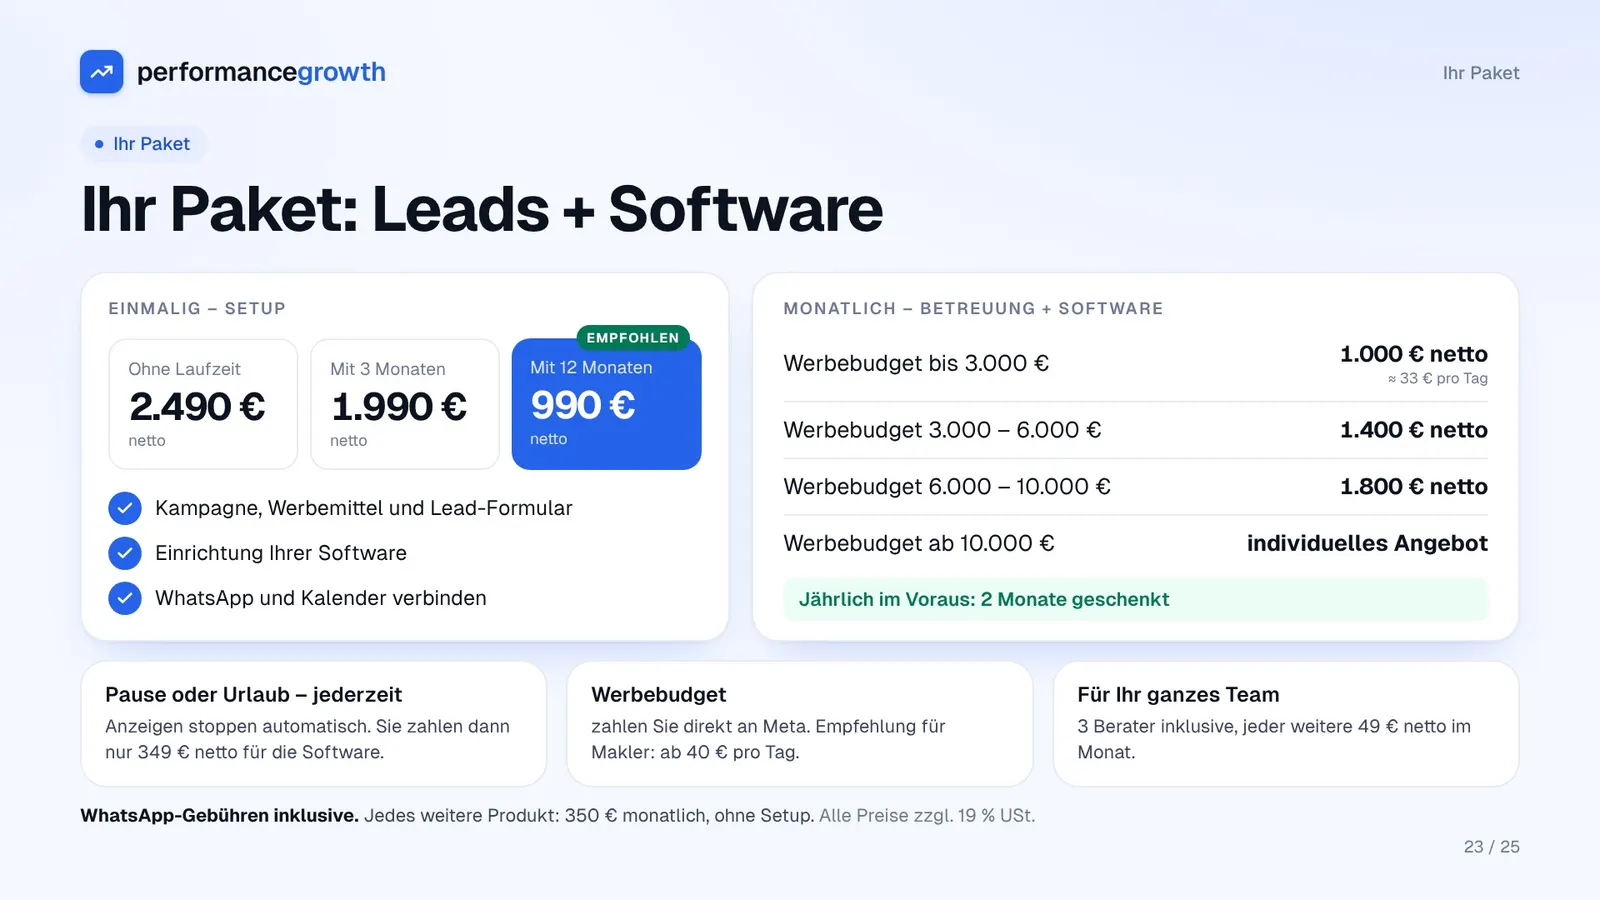 performancegrowth
Ihr Paket
Ihr Paket
Ihr Paket: Leads + Software
EINMALIG – SETUP
Ohne Laufzeit
2.490 €
netto
Mit 3 Monaten
1.990 €
netto
EMPFOHLEN
Mit 12 Monaten
990 €
netto
Kampagne, Werbemittel und Lead-Formular
Einrichtung Ihrer Software
WhatsApp und Kalender verbinden
MONATLICH – BETREUUNG + SOFTWARE
Werbebudget bis 3.000 €
1.000 € netto
≈ 33 € pro Tag
Werbebudget 3.000 – 6.000 €
1.400 € netto
Werbebudget 6.000 – 10.000 €
1.800 € netto
Werbebudget ab 10.000 €
individuelles Angebot
Jährlich im Voraus: 2 Monate geschenkt
Pause oder Urlaub – jederzeit
Anzeigen stoppen automatisch. Sie zahlen dann
nur 349 € netto für die Software.
Werbebudget
zahlen Sie direkt an Meta. Empfehlung für
Makler: ab 40 € pro Tag.
Für Ihr ganzes Team
3 Berater inklusive, jeder weitere 49 € netto im
Monat.
WhatsApp-Gebühren inklusive. Jedes weitere Produkt: 350 € monatlich, ohne Setup. Alle Preise zzgl. 19 % USt.
23 / 25